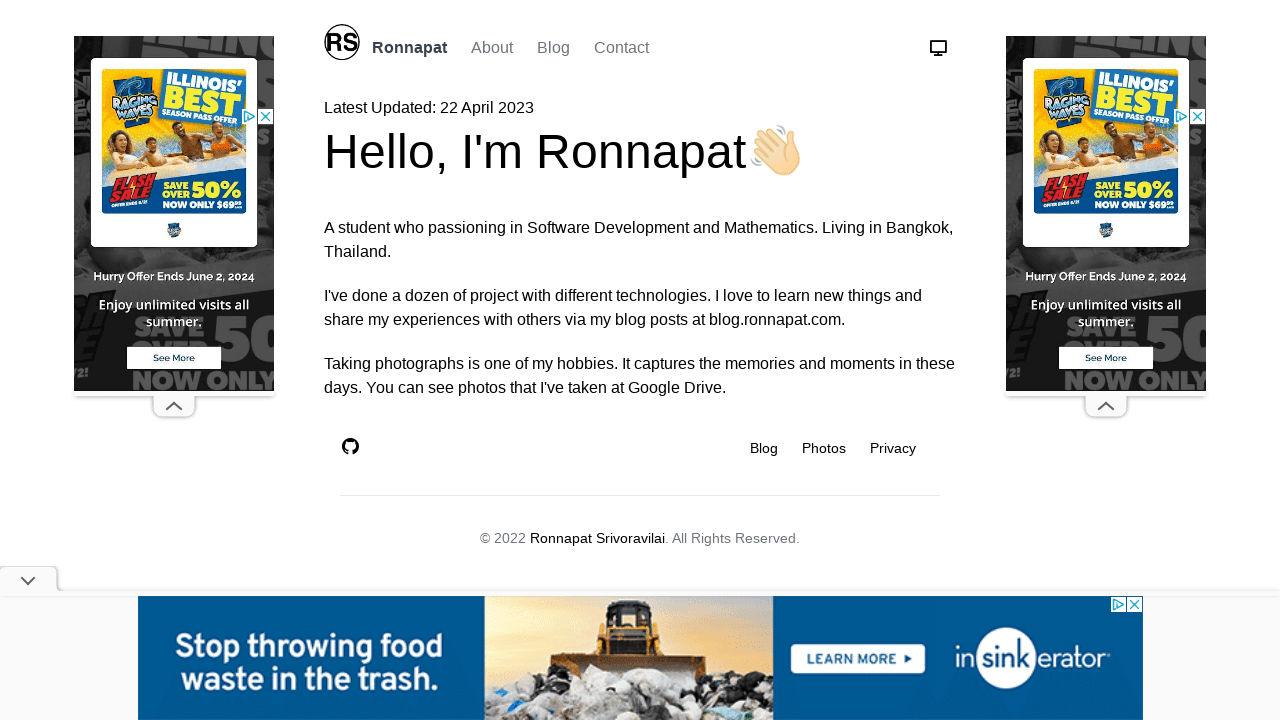 RS Ronnapat About Blog Contact
Latest Updated: 22 April 2023
Hello, I'm Ronnapat
A student who passioning in Software Development and Mathematics. Living in Bangkok,
Thailand.
I've done a dozen of project with different technologies. I love to learn new things and
share my experiences with others via my blog posts at blog.ronnapat.com.
Taking photographs is one of my hobbies. It captures the memories and moments in these
days. You can see photos that I've taken at Google Drive.
Blog Photos Privacy
© 2022 Ronnapat Srivoravilai. All Rights Reserved.
ILLINOIS'
BEST
SEASON PASS OFFER
RAGING
WAVES
FLASH
SALE
OFFER ENDS 6/2!
SAVE
OVER 50%
NOW ONLY $69.99
Hurry Offer Ends June 2, 2024
Enjoy unlimited visits all
summer.
See More
ILLINOIS'
BEST
SEASON PASS OFFER
RAGING
WAVES
FLASH
SALE
OFFER ENDS 6/2!
SAVE
OVER 50%
NOW ONLY $69.99
Hurry Offer Ends June 2, 2024
Enjoy unlimited visits all
summer.
See More
Stop throwing food
waste in the trash.
LEARN MORE
insinkerator®